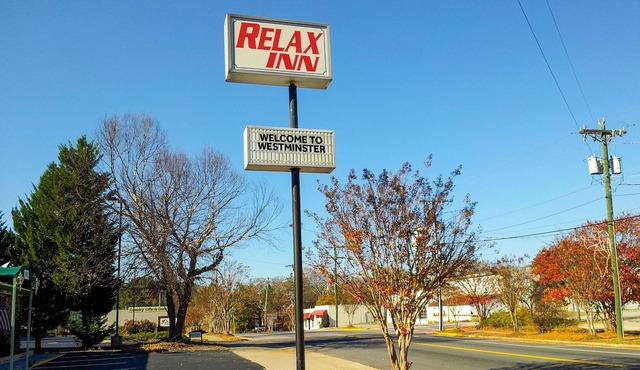 RELAX
INN
WELCOME TO
WESTMINSTER